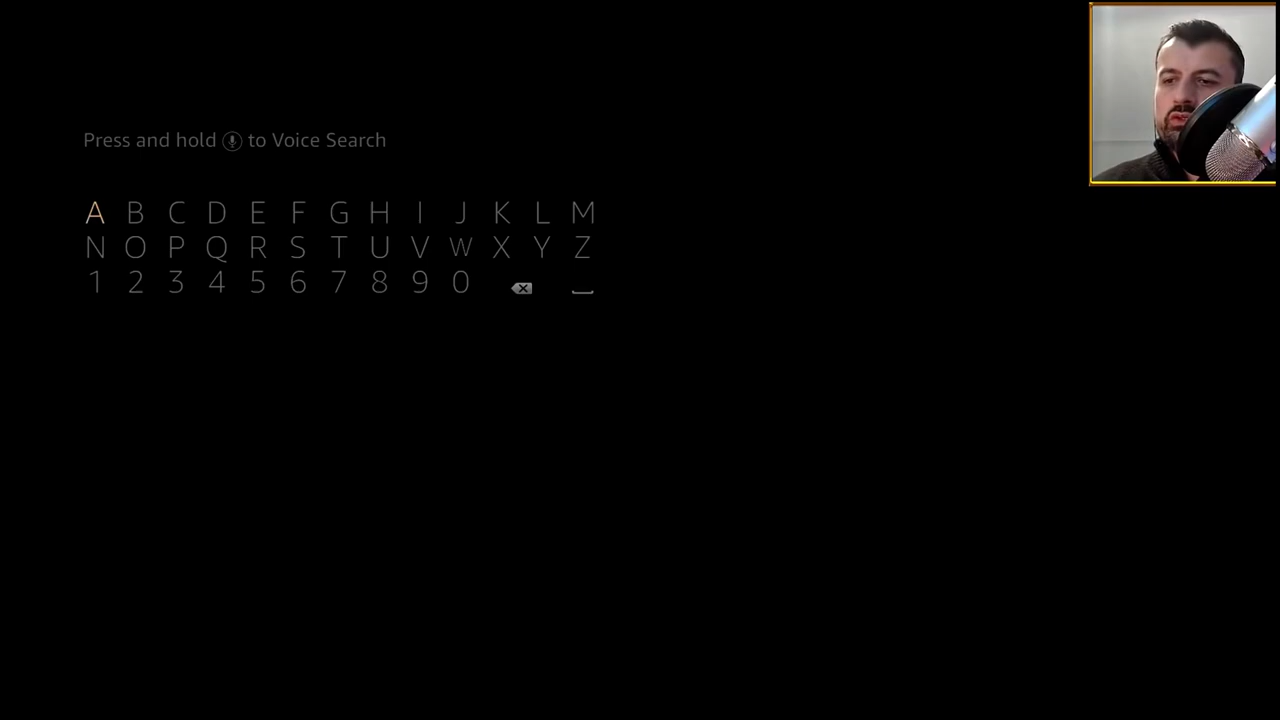 Press and hold to Voice Search
A B C D E F G H I J K L M
N O P Q R S T U V W X Y Z
1 2 3 4 5 6 7 8 9 0